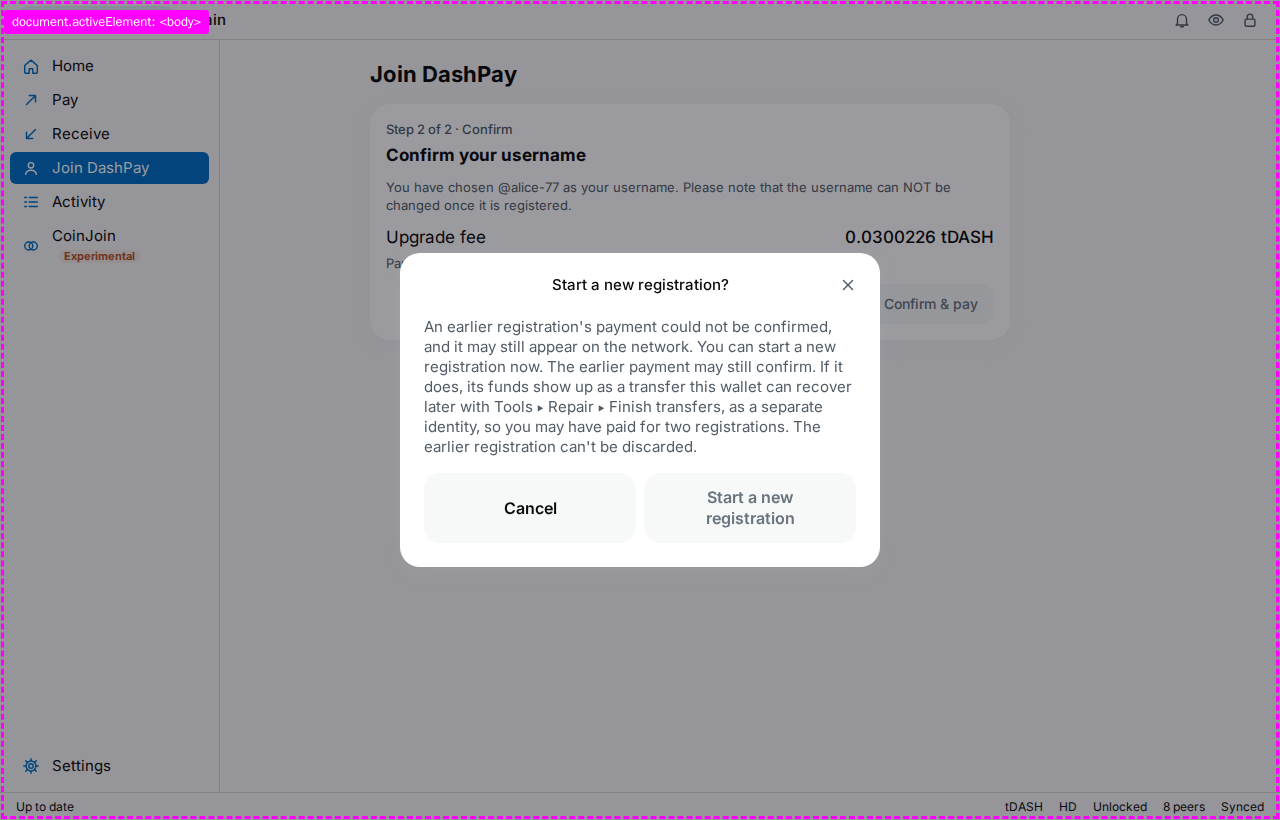 document.activeElement: <body>
Home
Pay
Receive
Join DashPay
Activity
CoinJoin
Experimental
Settings
Join DashPay
Step 2 of 2 · Confirm
Confirm your username
You have chosen @alice-77 as your username. Please note that the username can NOT be
changed once it is registered.
Upgrade fee 0.0300226 tDASH
Confirm & pay
Start a new registration?
An earlier registration's payment could not be confirmed,
and it may still appear on the network. You can start a new
registration now. The earlier payment may still confirm. If it
does, its funds show up as a transfer this wallet can recover
later with Tools ▸ Repair ▸ Finish transfers, as a separate
identity, so you may have paid for two registrations. The
earlier registration can't be discarded.
Cancel
Start a new
registration
Up to date
tDASH HD Unlocked 8 peers Synced